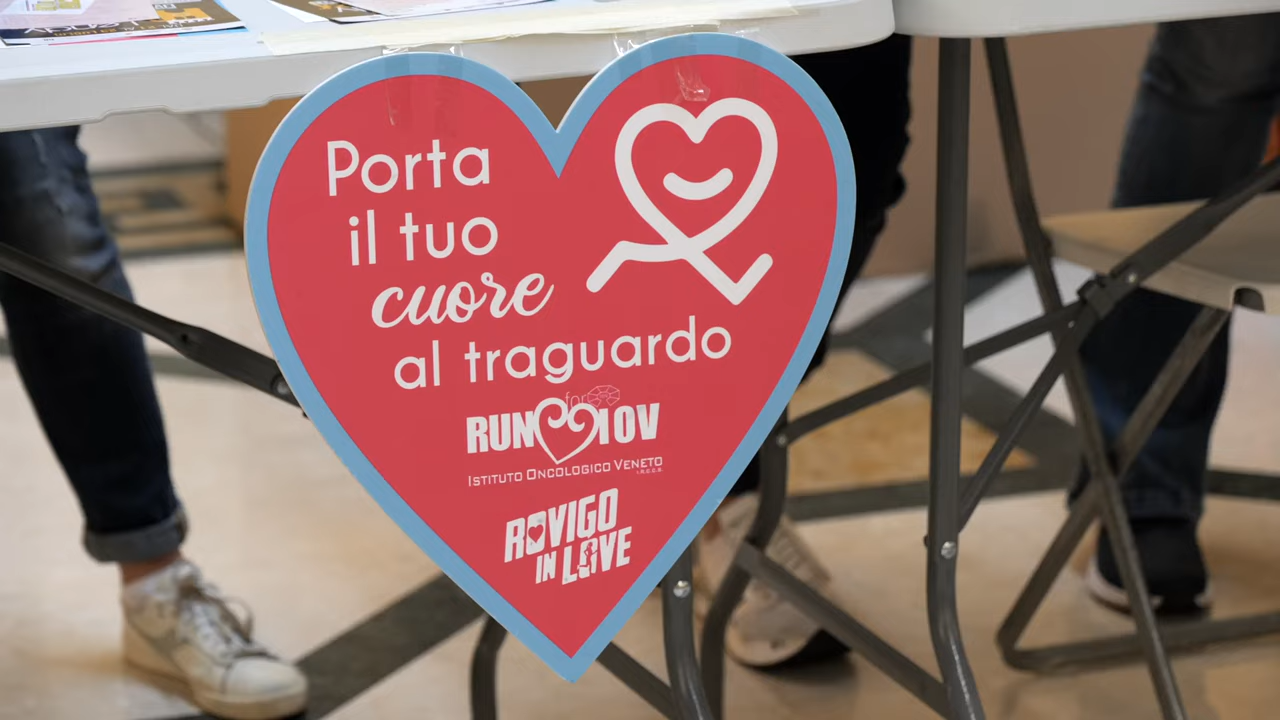 Porta
il tuo
cuore
al traguardo
for
RUN IOV
ISTITUTO ONCOLOGICO VENETO
I.R.C.C.S.
ROVIGO
IN LOVE